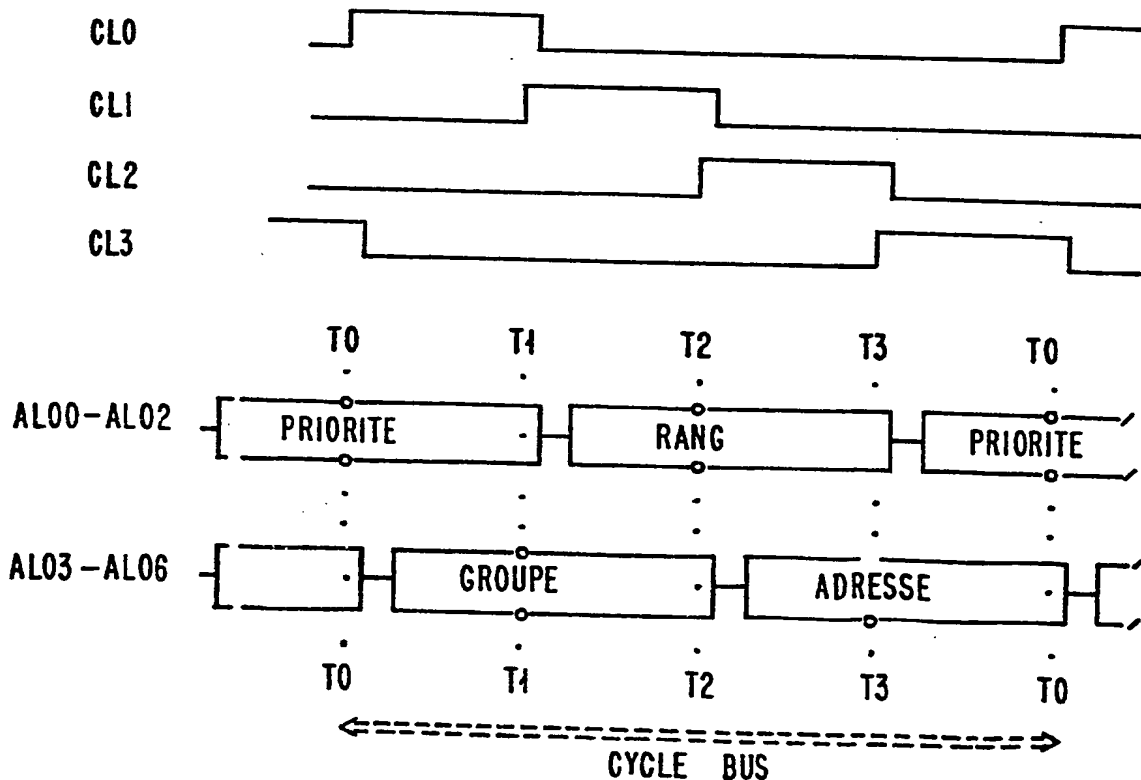 CL0
CL1
CL2
CL3
T0 T1 T2 T3 T0
AL00-AL02 PRIORITE RANG PRIORITE
AL03-AL06 GROUPE ADRESSE
T0 T1 T2 T3 T0
CYCLE BUS